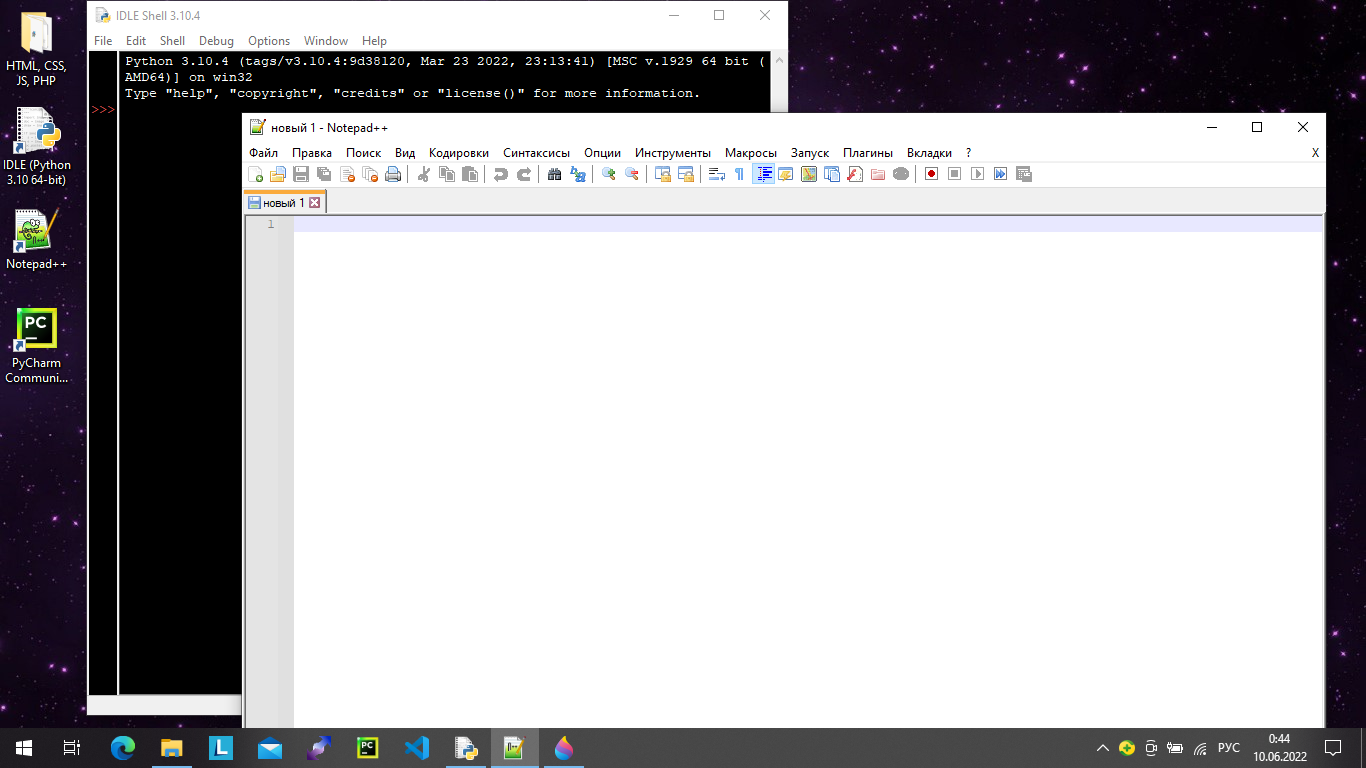 HTML, CSS,
JS, PHP
IDLE (Python
3.10 64-bit)
Notepad++
PC
PyCharm
Communi...
IDLE Shell 3.10.4
File Edit Shell Debug Options Window Help
Python 3.10.4 (tags/v3.10.4:9d38120, Mar 23 2022, 23:13:41) [MSC v.1929 64 bit (
AMD64)] on win32
Type "help", "copyright", "credits" or "license()" for more information.
>>>
новый 1 - Notepad++
Файл Правка Поиск Вид Кодировки Синтаксисы Опции Инструменты Макросы Запуск Плагины Вкладки ? X
новый 1
1
L
PC
РУС
0:44
10.06.2022